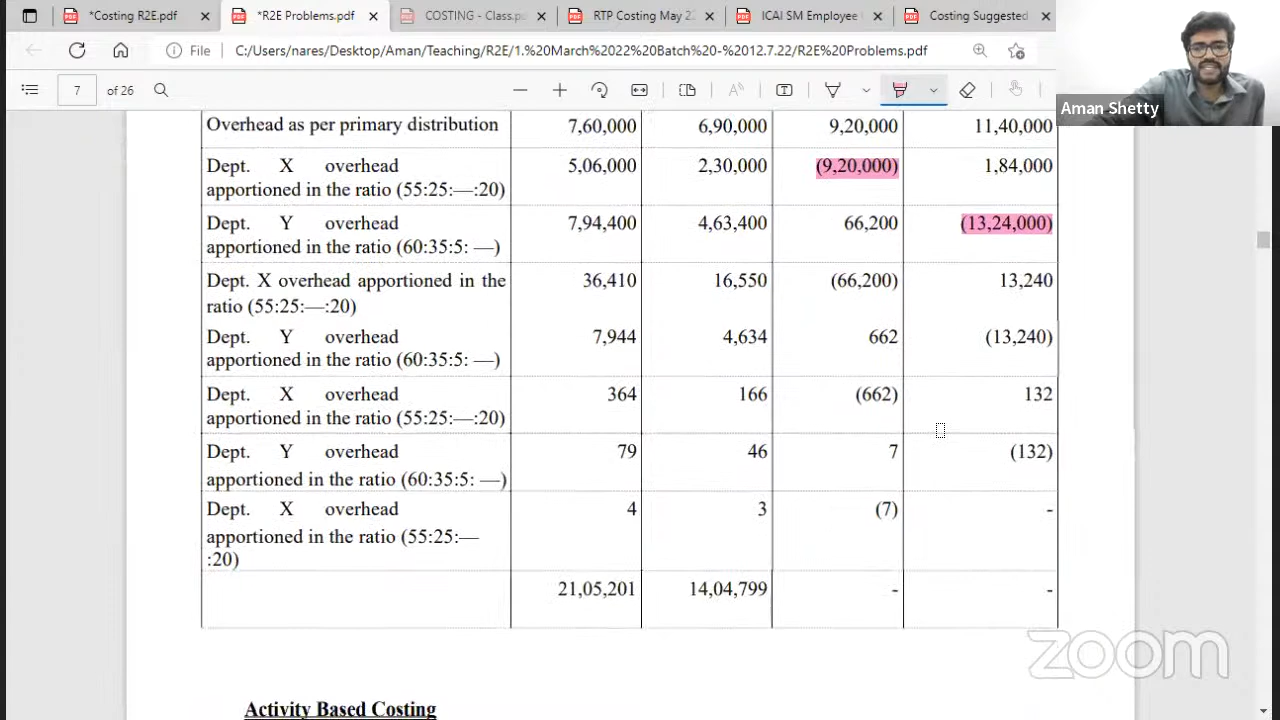 *Costing R2E.pdf
*R2E Problems.pdf
COSTING - Class.p
RTP Costing May 2
ICAI SM Employee
Costing Suggested
File
C:/Users/nares/Desktop/Aman/Teaching/R2E/1.%20March%2022%20Batch%20-%2012.7.22/R2E%20Problems.pdf
7 of 26
Aman Shetty
Overhead as per primary distribution 7,60,000 6,90,000 9,20,000 11,40,000
Dept. X overhead
apportioned in the ratio (55:25:—:20) 5,06,000 2,30,000 (9,20,000) 1,84,000
Dept. Y overhead
apportioned in the ratio (60:35:5: —) 7,94,400 4,63,400 66,200 (13,24,000)
Dept. X overhead apportioned in the
ratio (55:25:—:20) 36,410 16,550 (66,200) 13,240
Dept. Y overhead
apportioned in the ratio (60:35:5: —) 7,944 4,634 662 (13,240)
Dept. X overhead
apportioned in the ratio (55:25:—:20) 364 166 (662) 132
Dept. Y overhead
apportioned in the ratio (60:35:5: —) 79 46 7 (132)
Dept. X overhead
apportioned in the ratio (55:25:—
:20) 4 3 (7) -
21,05,201 14,04,799 - -
zoom
Activity Based Costing